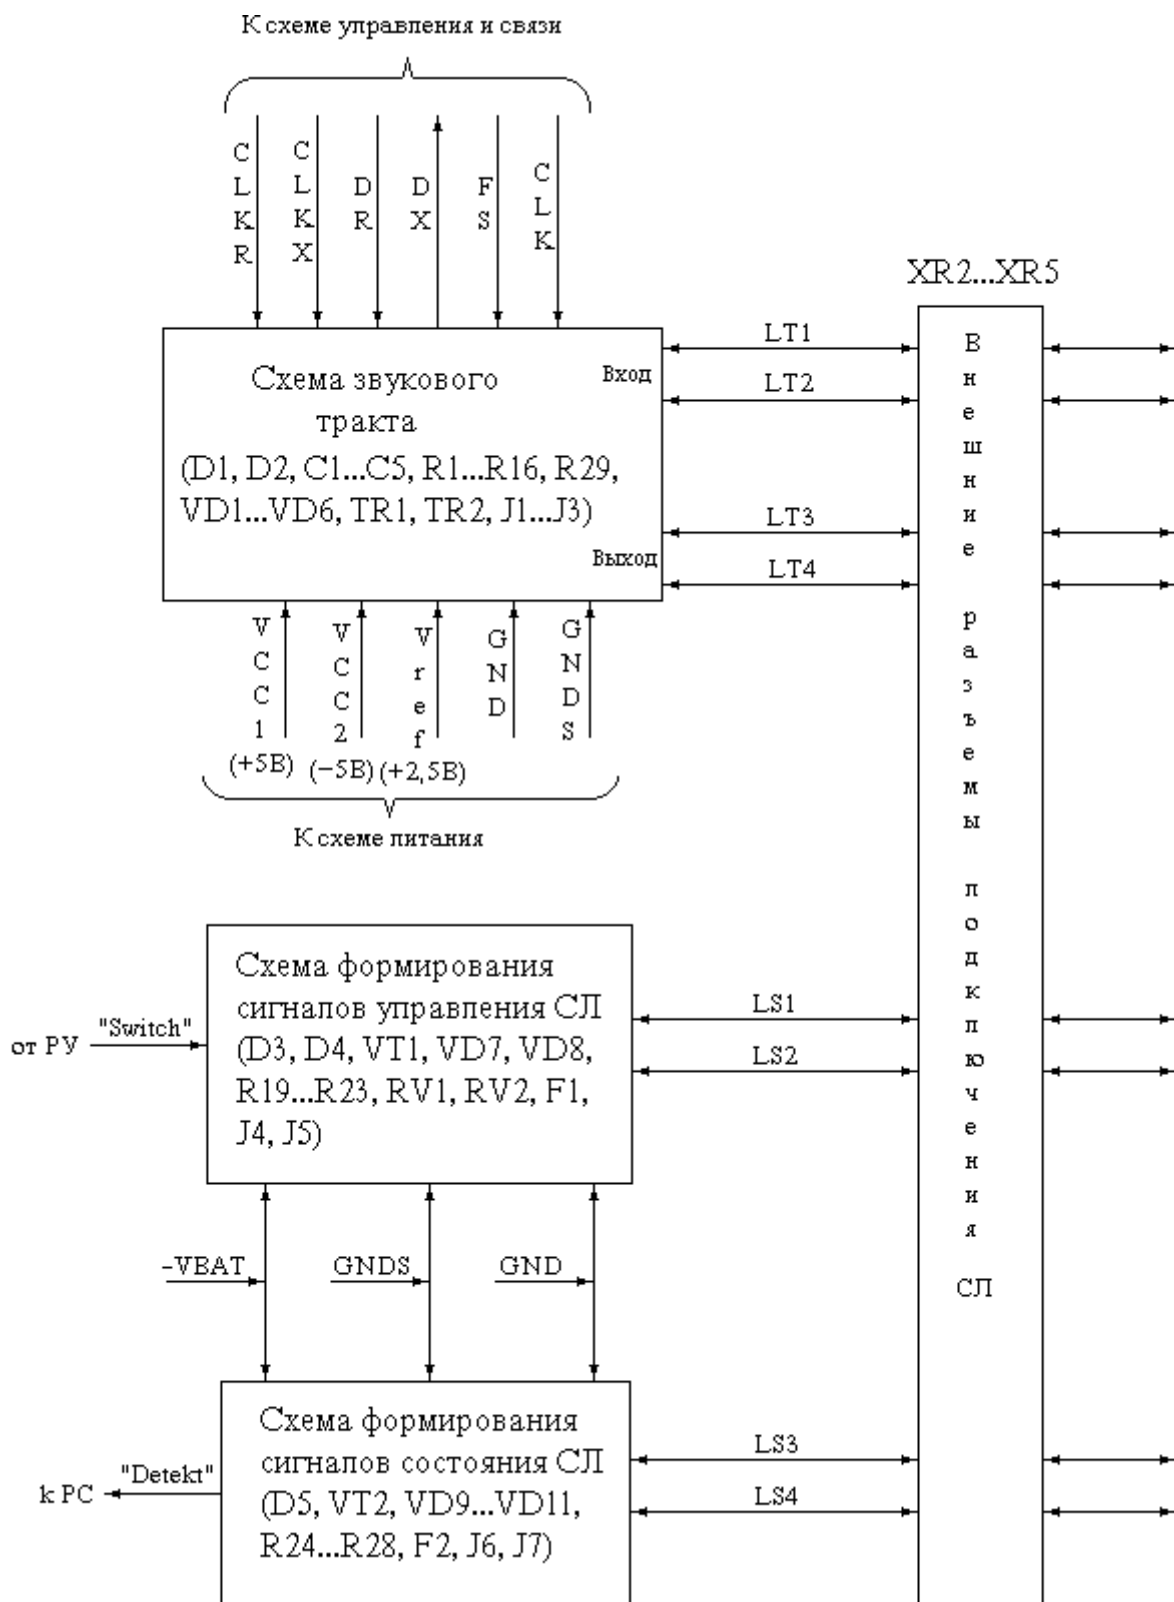 К схеме управления и связи
CLKR
CLKX
DR
DX
FS
CLK
XR2...XR5
Схема звукового
тракта
(D1, D2, C1...C5, R1...R16, R29,
VD1...VD6, TR1, TR2, J1...J3)
Вход
Выход
LT1
LT2
LT3
LT4
Внешние разъемы подключения СЛ
VCC1
VCC2
Vref
GND
GNDS
(+5В)
(−5В)
(+2,5В)
К схеме питания
Схема формирования
сигналов управления СЛ
(D3, D4, VT1, VD7, VD8,
R19...R23, RV1, RV2, F1,
J4, J5)
от РУ
"Switch"
LS1
LS2
-VBAT
GNDS
GND
Схема формирования
сигналов состояния СЛ
(D5, VT2, VD9...VD11,
R24...R28, F2, J6, J7)
k РС
"Detekt"
LS3
LS4